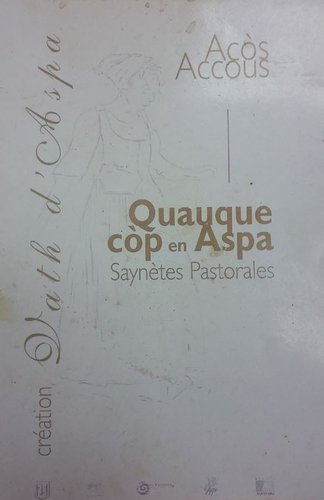 Acòs
Accous
Quauque
còp en Aspa
Saynètes Pastorales
création Vath d'Aspa